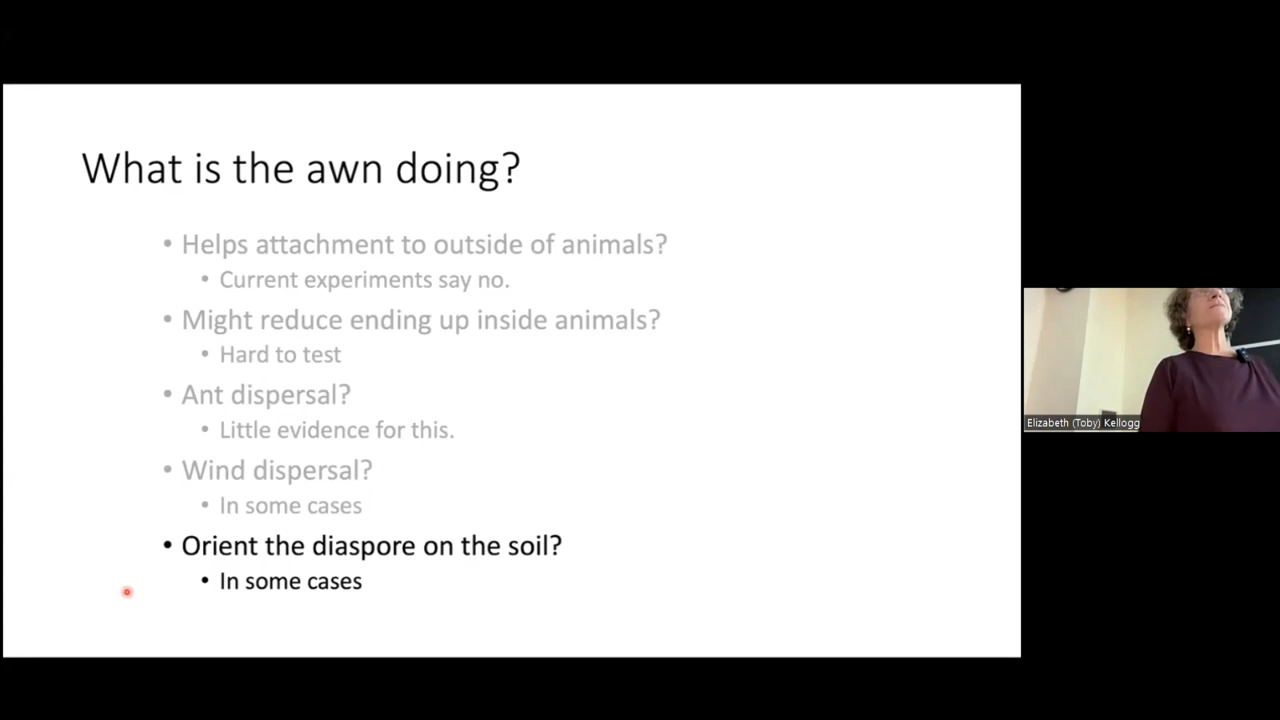 What is the awn doing?
• Helps attachment to outside of animals?
• Current experiments say no.
• Might reduce ending up inside animals?
• Hard to test
• Ant dispersal?
• Little evidence for this.
• Wind dispersal?
• In some cases
• Orient the diaspore on the soil?
• In some cases
Elizabeth (Toby) Kellogg